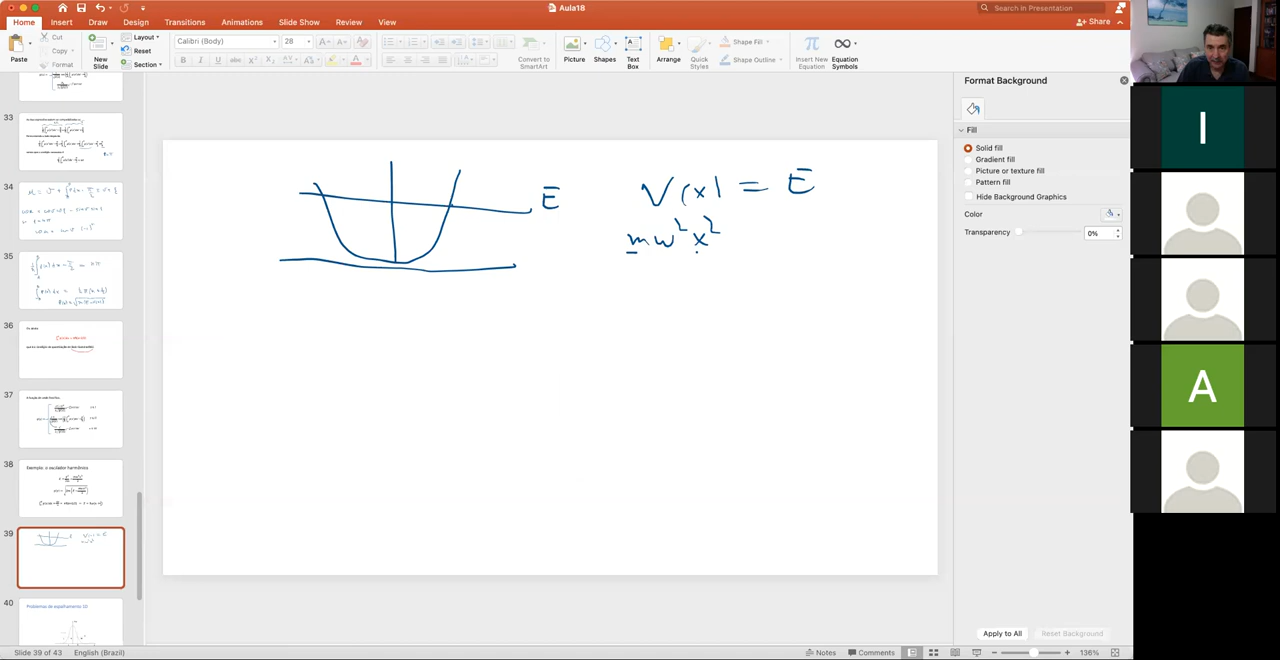 Aula18
Search in Presentation
Home Insert Draw Design Transitions Animations Slide Show Review View
Share
Paste
Cut
Copy
Format
New Slide
Layout
Reset
Section
Calibri (Body)
28
Convert to SmartArt
Picture
Shapes
Text Box
Arrange
Quick Styles
Shape Fill
Shape Outline
Insert New Equation
Equation Symbols
33
34
35
36
37
38
Exemplo: o oscilador harmônico
39
40
Problemas de espalhamento 1D
E
V(x) = E
mw²x²
Format Background
Fill
Solid fill
Gradient fill
Picture or texture fill
Pattern fill
Hide Background Graphics
Color
Transparency
0%
Apply to All
Reset Background
I
A
Slide 39 of 43
English (Brazil)
Notes
Comments
136%